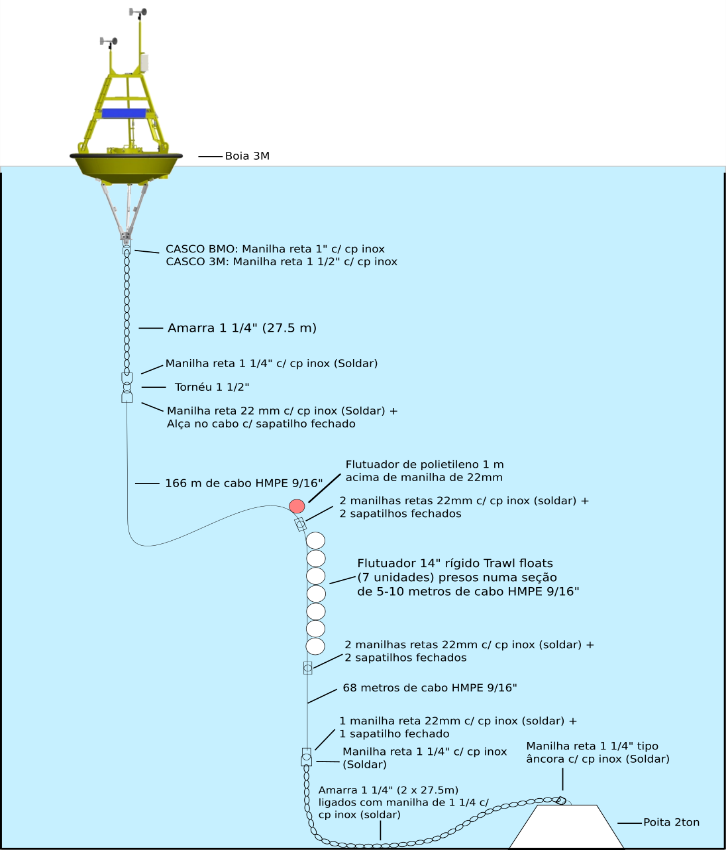 Boia 3M
CASCO BMO: Manilha reta 1" c/ cp inox
CASCO 3M: Manilha reta 1 1/2" c/ cp inox
Amarra 1 1/4" (27.5 m)
Manilha reta 1 1/4" c/ cp inox (Soldar)
Tornéu 1 1/2"
Manilha reta 22 mm c/ cp inox (Soldar) +
Alça no cabo c/ sapatilho fechado
Flutuador de polietileno 1 m
acima de manilha de 22mm
166 m de cabo HMPE 9/16"
2 manilhas retas 22mm c/ cp inox (soldar) +
2 sapatilhos fechados
Flutuador 14" rígido Trawl floats
(7 unidades) presos numa seção
de 5-10 metros de cabo HMPE 9/16"
2 manilhas retas 22mm c/ cp inox (soldar) +
2 sapatilhos fechados
68 metros de cabo HMPE 9/16"
1 manilha reta 22mm c/ cp inox (soldar) +
1 sapatilho fechado
Manilha reta 1 1/4" c/ cp inox
(Soldar)
Manilha reta 1 1/4" tipo
âncora c/ cp inox (Soldar)
Amarra 1 1/4" (2 x 27.5m)
ligados com manilha de 1 1/4 c/
cp inox (soldar)
Poita 2ton